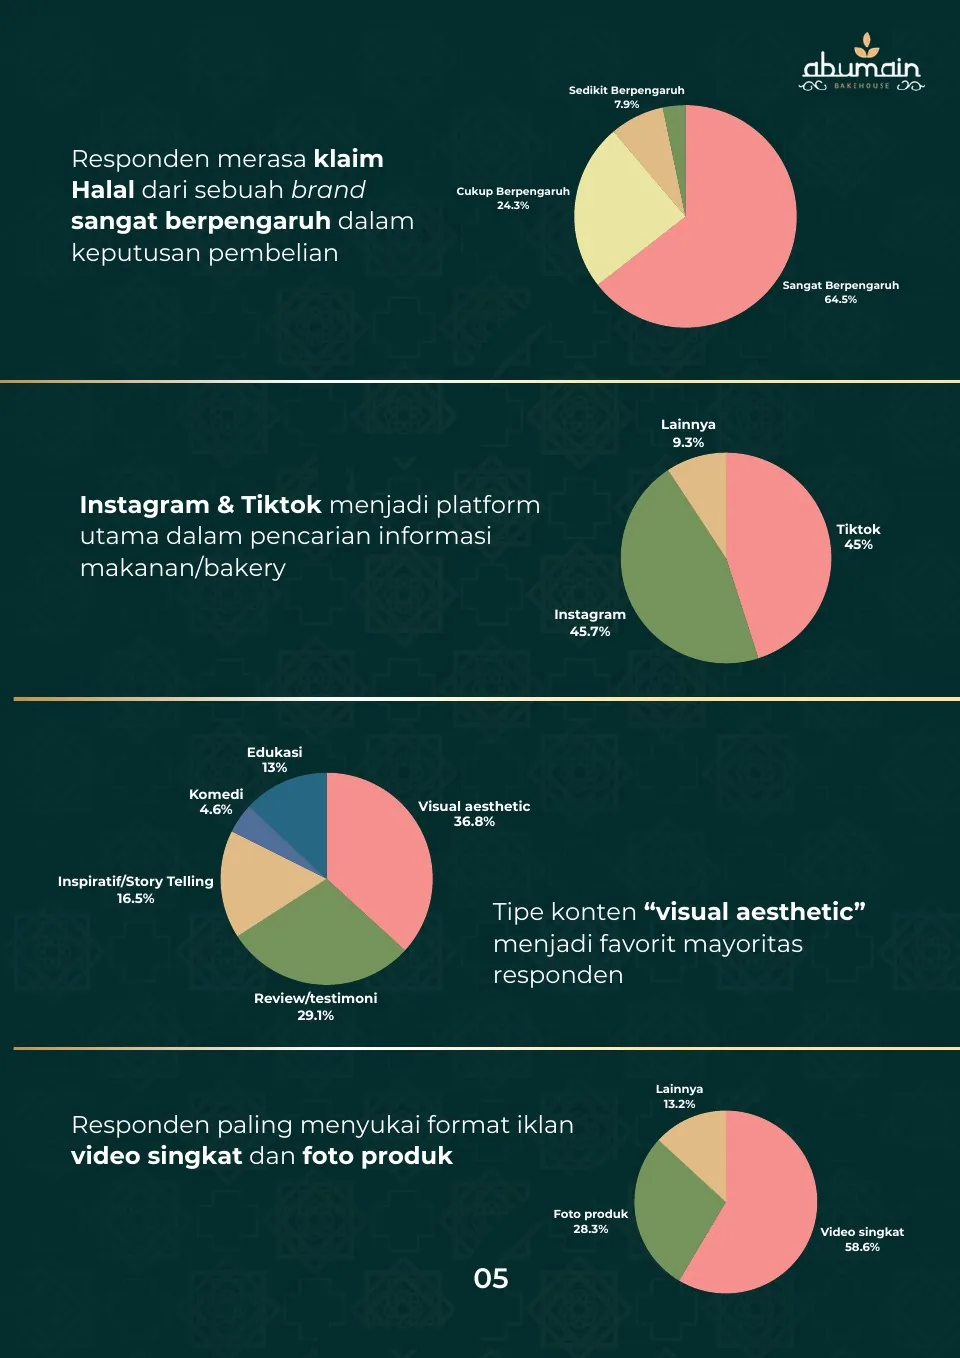 abumain
BAKEHOUSE
Responden merasa klaim
Halal dari sebuah brand
sangat berpengaruh dalam
keputusan pembelian
Sedikit Berpengaruh
7.9%
Cukup Berpengaruh
24.3%
Sangat Berpengaruh
64.5%
Instagram & Tiktok menjadi platform
utama dalam pencarian informasi
makanan/bakery
Lainnya
9.3%
Tiktok
45%
Instagram
45.7%
Edukasi
13%
Komedi
4.6%
Visual aesthetic
36.8%
Inspiratif/Story Telling
16.5%
Review/testimoni
29.1%
Tipe konten “visual aesthetic”
menjadi favorit mayoritas
responden
Responden paling menyukai format iklan
video singkat dan foto produk
Lainnya
13.2%
Foto produk
28.3%
Video singkat
58.6%
05